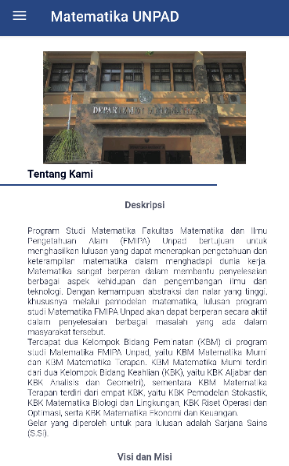 Matematika UNPAD
DEPARTEMEN MATEMATIKA
Tentang Kami
Deskripsi
Program Studi Matematika Fakultas Matematika dan Ilmu
Pengetahuan Alam (FMIPA) Unpad bertujuan untuk
menghasilkan lulusan yang dapat menerapkan pengetahuan dan
keterampilan matematika dalam menghadapi dunia kerja.
Matematika sangat berperan dalam membantu penyelesaian
berbagai aspek kehidupan dan pengembangan ilmu dan
teknologi. Dengan kemampuan abstraksi dan nalar yang tinggi,
khususnya melalui pemodelan matematika, lulusan program
studi Matematika FMIPA Unpad akan dapat berperan secara aktif
dalam penyelesaian berbagai masalah yang ada dalam
masyarakat tersebut.
Terdapat dua Kelompok Bidang Peminatan (KBM) di program
studi Matematika FMIPA Unpad, yaitu KBM Matematika Murni
dan KBM Matematika Terapan. KBM Matematika Murni terdiri
dari dua Kelompok Bidang Keahlian (KBK), yaitu KBK Aljabar dan
KBK Analisis dan Geometri), sementara KBM Matematika
Terapan terdiri dari empat KBK, yaitu KBK Pemodelan Stokastik,
KBK Matematika Biologi dan Lingkungan, KBK Riset Operasi dan
Optimasi, serta KBK Matematika Ekonomi dan Keuangan.
Gelar yang diperoleh untuk para lulusan adalah Sarjana Sains
(S.Si).
Visi dan Misi